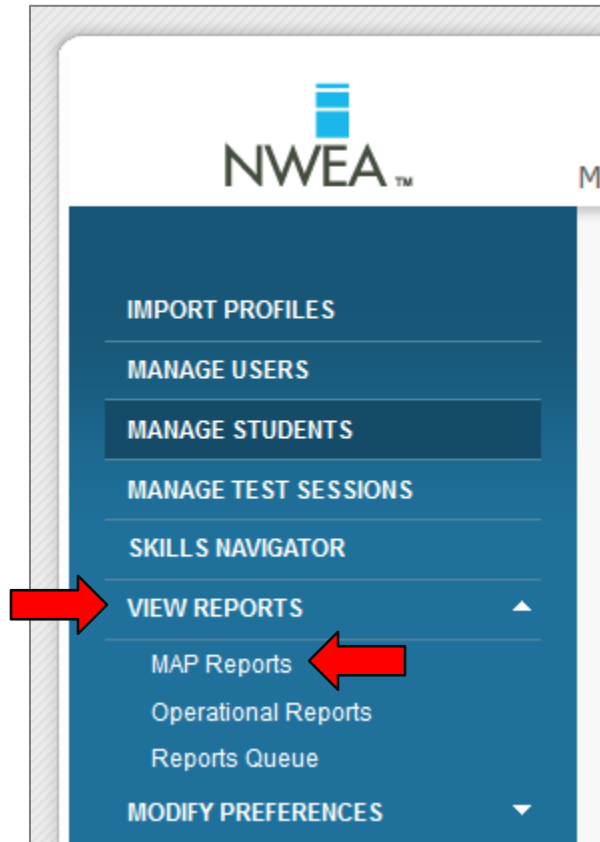 NWEA™
M
IMPORT PROFILES
MANAGE USERS
MANAGE STUDENTS
MANAGE TEST SESSIONS
SKILLS NAVIGATOR
VIEW REPORTS
MAP Reports
Operational Reports
Reports Queue
MODIFY PREFERENCES